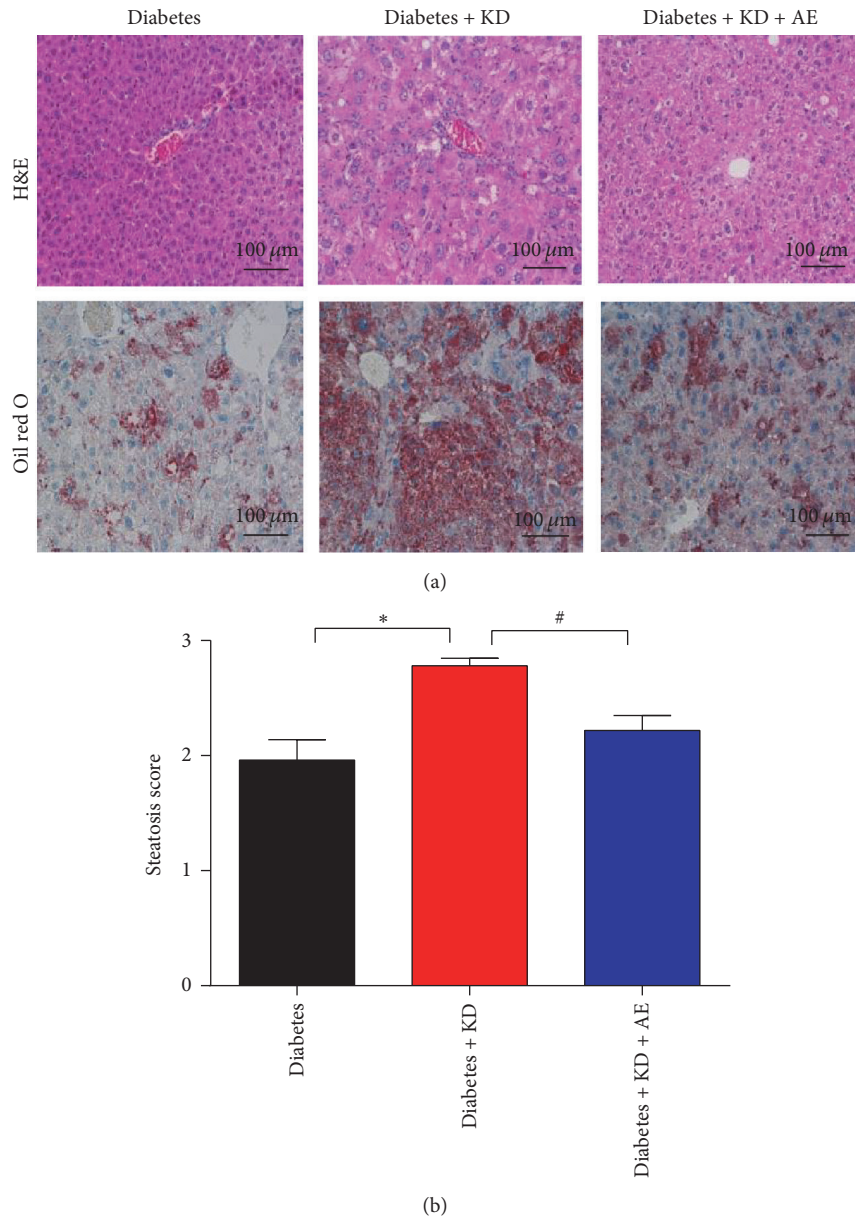 Diabetes
Diabetes + KD
Diabetes + KD + AE
H&E
100 μm
100 μm
100 μm
Oil red O
100 μm
100 μm
100 μm
(a)
*
#
Steatosis score
3
2
1
0
Diabetes
Diabetes + KD
Diabetes + KD + AE
(b)